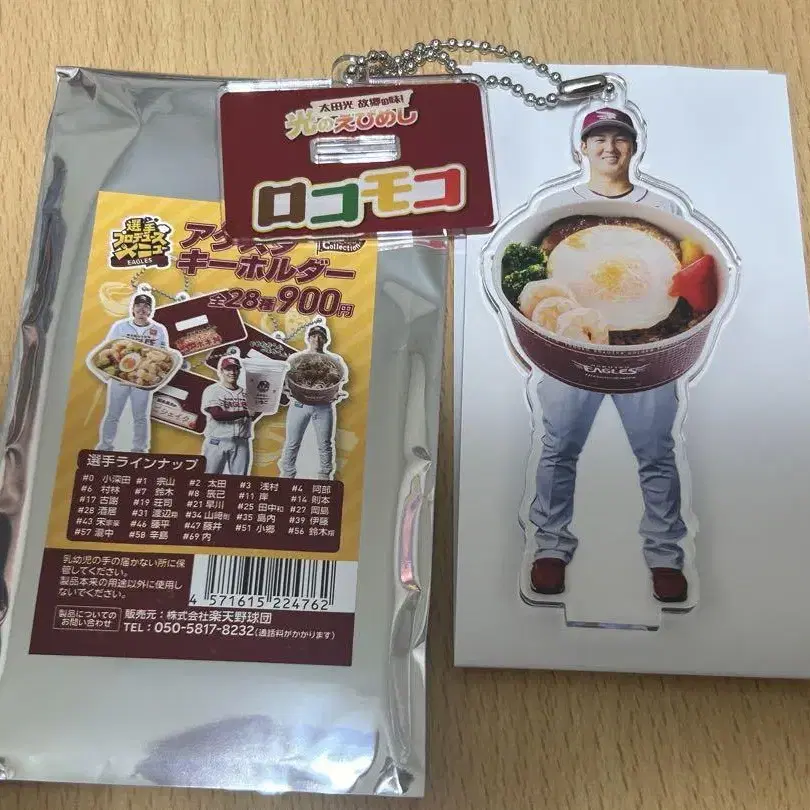 太田光 故郷の味!
光のえびめし
ロコモコ
選手
プロデュース
メニュー
EAGLES
Collection
キーホルダー
全28種900円
選手ラインナップ
#0 小深田 #1 宗山 #2 太田 #3 浅村 #4 阿部
#6 村林 #7 鈴木 #8 辰己 #11 岸 #14 則本
#17 古謝 #19 荘司 #21 早川 #25 田中和 #27 岡島
#28 酒居 #31 渡辺翔 #34 山﨑剛 #35 島内 #39 伊藤
#43 宋家豪 #46 藤平 #47 藤井 #51 小郷 #56 鈴木翔
#57 瀧中 #58 辛島 #69 内
乳幼児の手の届かない所に保
管してください。
製品本来の用途以外に使用し
ないでください。
4 571615 224762
製品についての
お問い合わせ
販売元:株式会社楽天野球団
TEL:050-5817-8232(通話料がかかります)
EAGLES